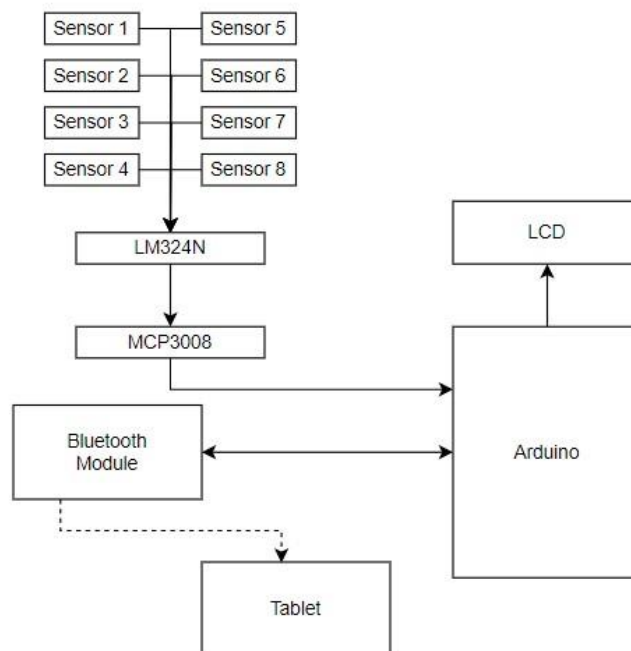 Sensor 1
Sensor 5
Sensor 2
Sensor 6
Sensor 3
Sensor 7
Sensor 4
Sensor 8
LM324N
LCD
MCP3008
Bluetooth
Module
Arduino
Tablet